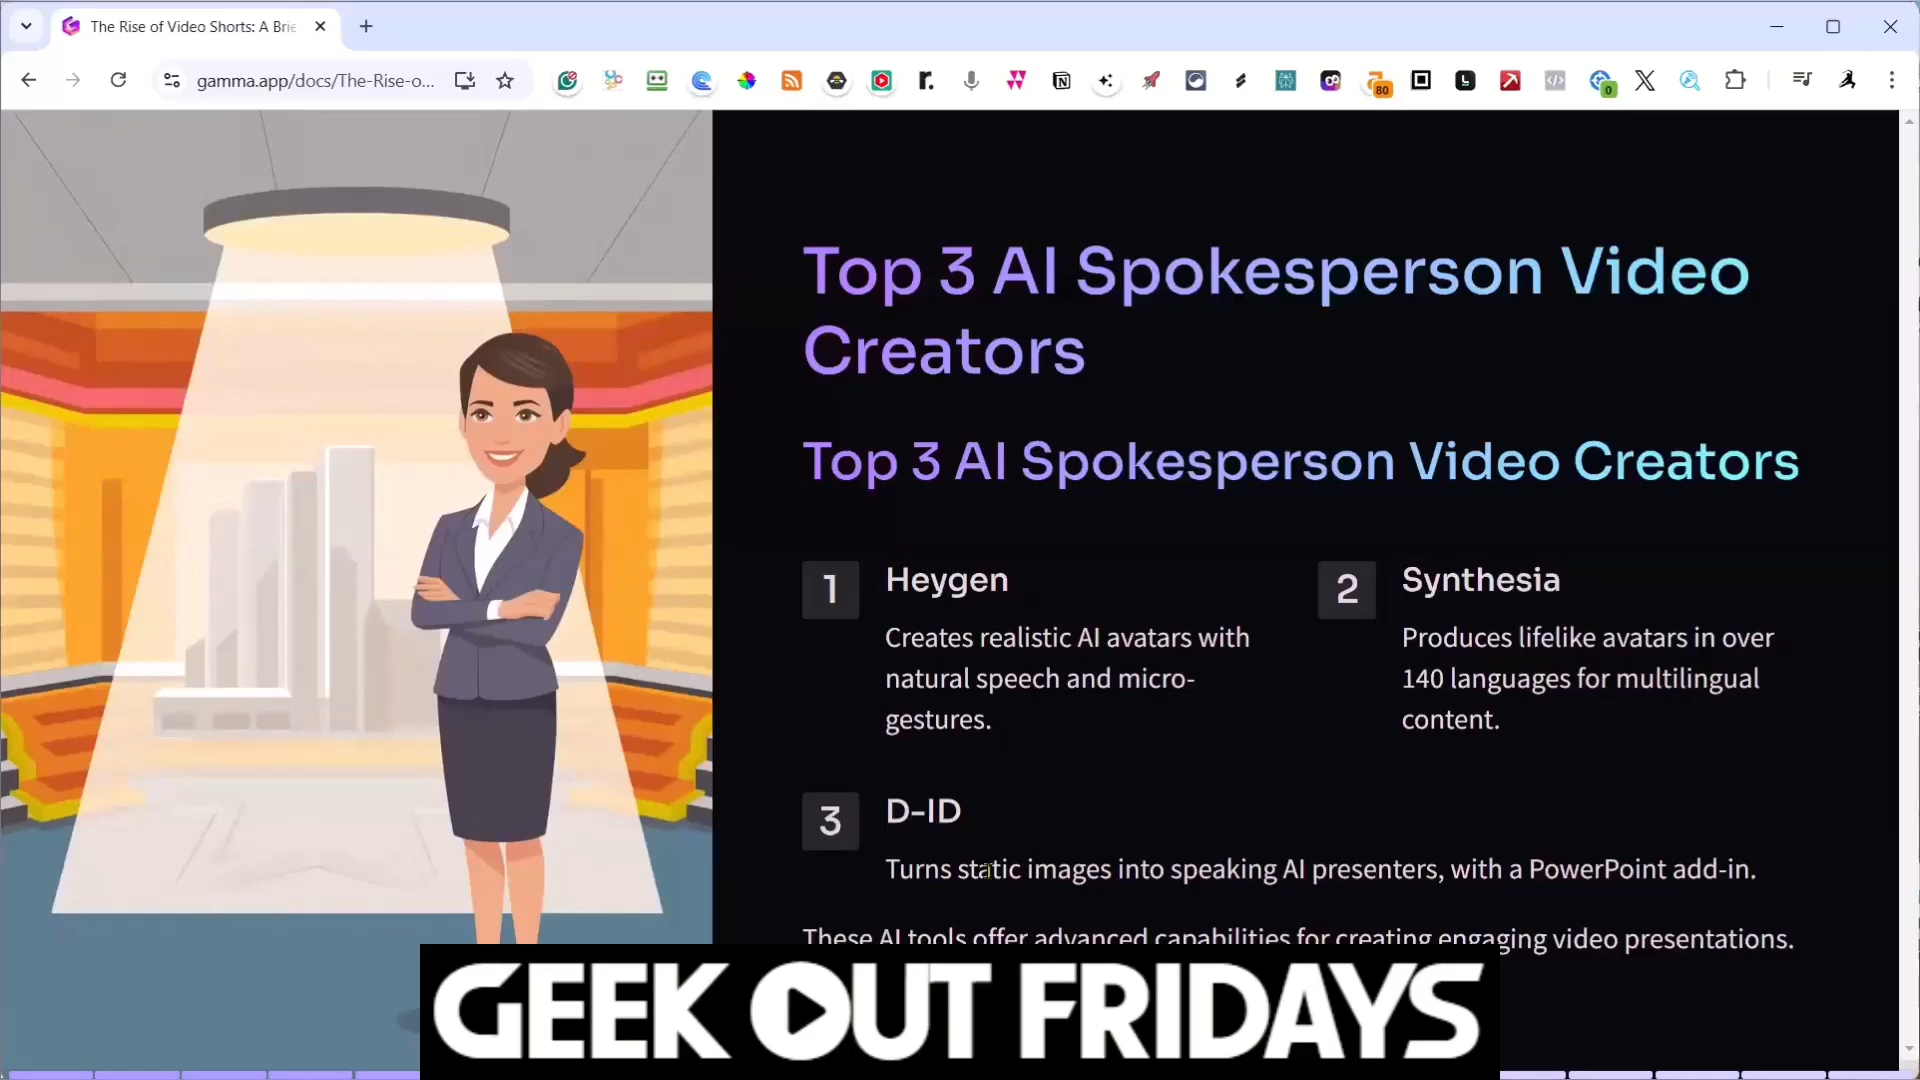 The Rise of Video Shorts: A Brie
gamma.app/docs/The-Rise-o...
80
0
Top 3 AI Spokesperson Video
Creators
Top 3 AI Spokesperson Video Creators
1
Heygen
Creates realistic AI avatars with
natural speech and micro-
gestures.
2
Synthesia
Produces lifelike avatars in over
140 languages for multilingual
content.
3
D-ID
Turns static images into speaking AI presenters, with a PowerPoint add-in.
These AI tools offer advanced capabilities for creating engaging video presentations.
GEEK OUT FRIDAYS